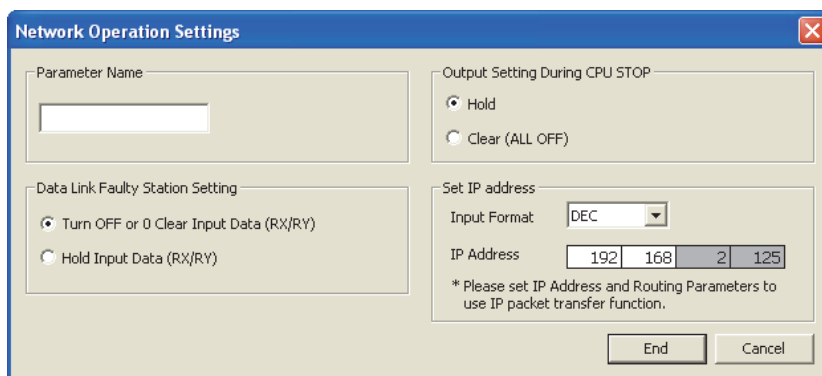 Network Operation Settings
Parameter Name
Data Link Faulty Station Setting
Turn OFF or 0 Clear Input Data (RX/RY)
Hold Input Data (RX/RY)
Output Setting During CPU STOP
Hold
Clear (ALL OFF)
Set IP address
Input Format DEC
IP Address 192 168 2 125
* Please set IP Address and Routing Parameters to
use IP packet transfer function.
End Cancel